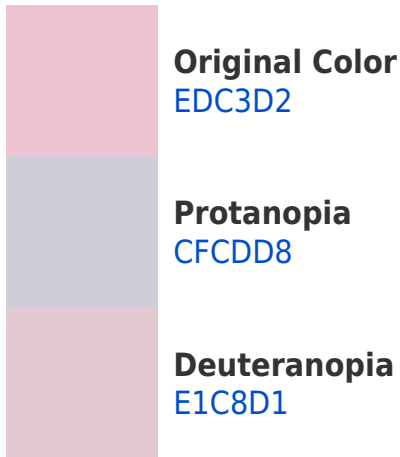 Original Color
EDC3D2
Protanopia
CFCDD8
Deuteranopia
E1C8D1